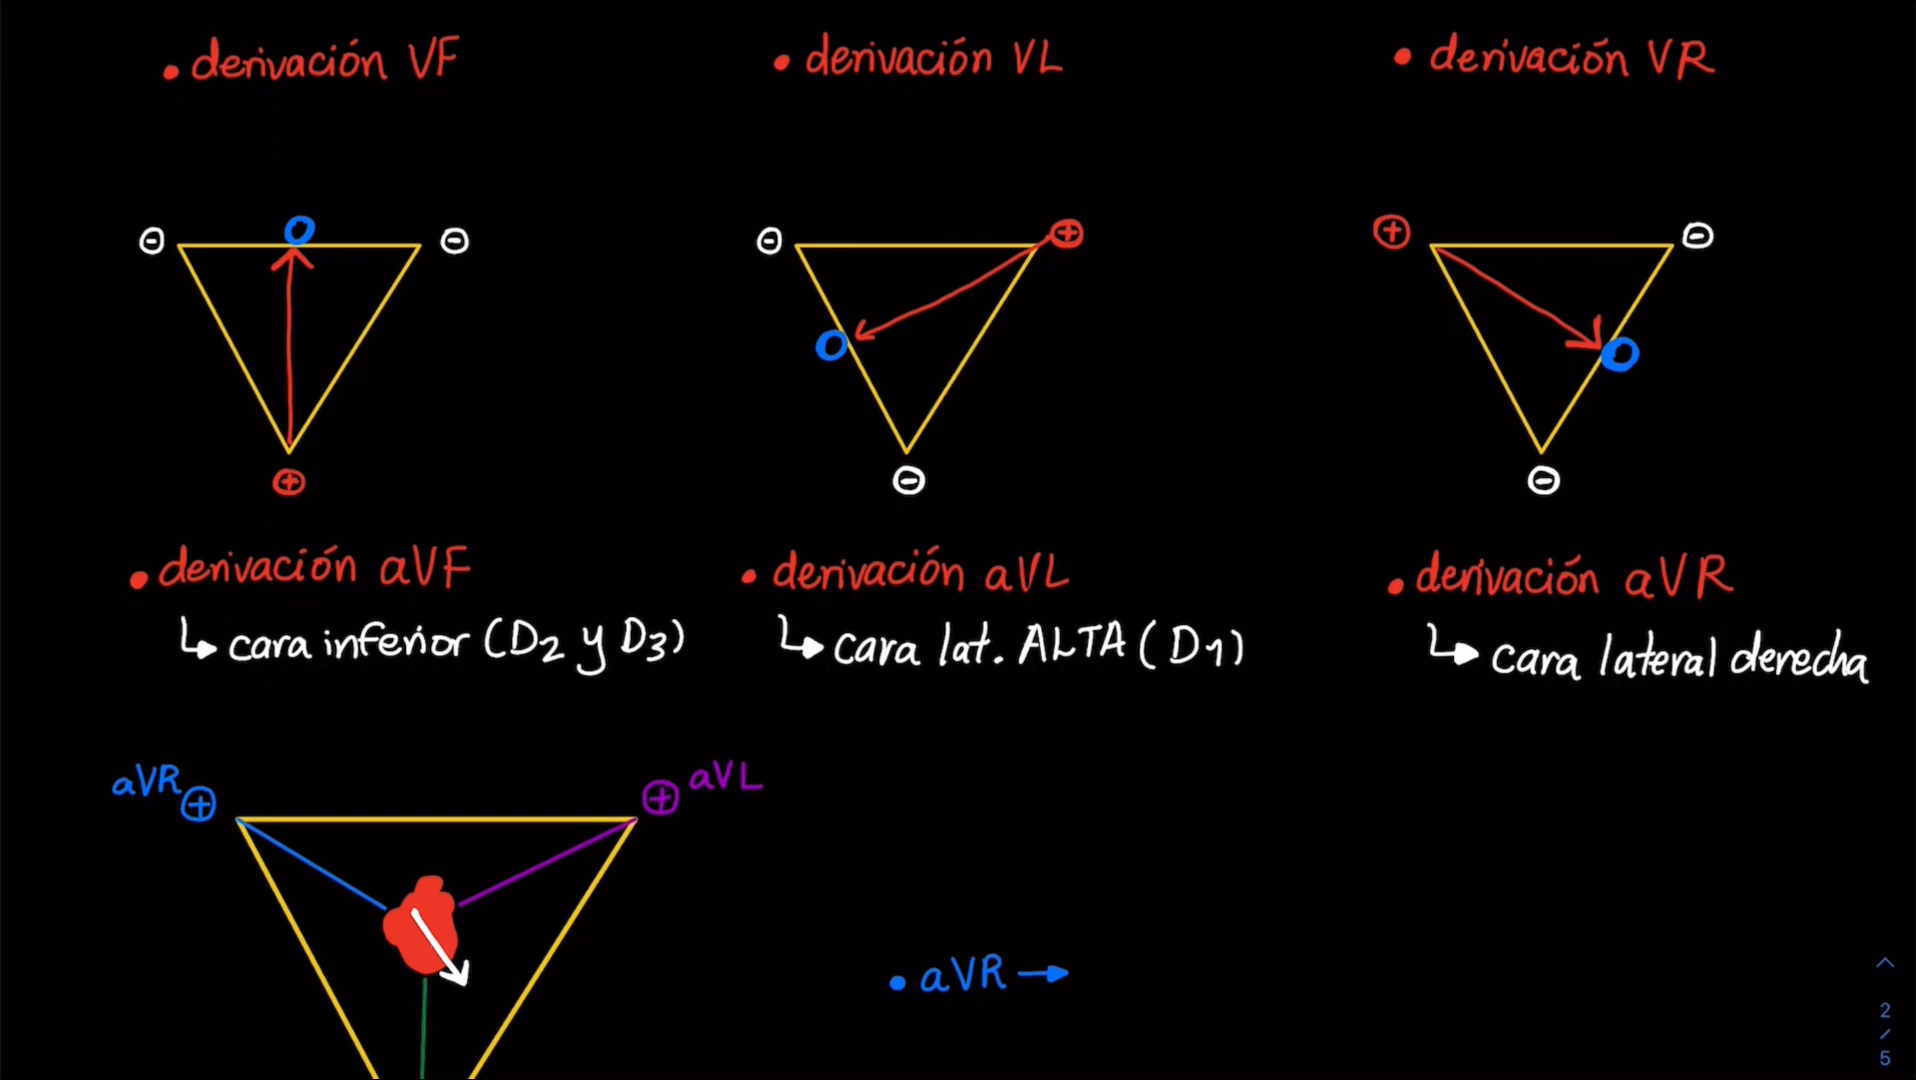 • derivación VF
• derivación VL
• derivación VR
⊖ O ⊖
⊕
⊖ ⊕
O
⊖
⊕ ⊖
O
⊖
• derivación aVF
↳ cara inferior (D2 y D3)
• derivación aVL
↳ cara lat. ALTA (D1)
• derivación aVR
↳ cara lateral derecha
aVR ⊕
⊕ aVL
• aVR →
2
/
5